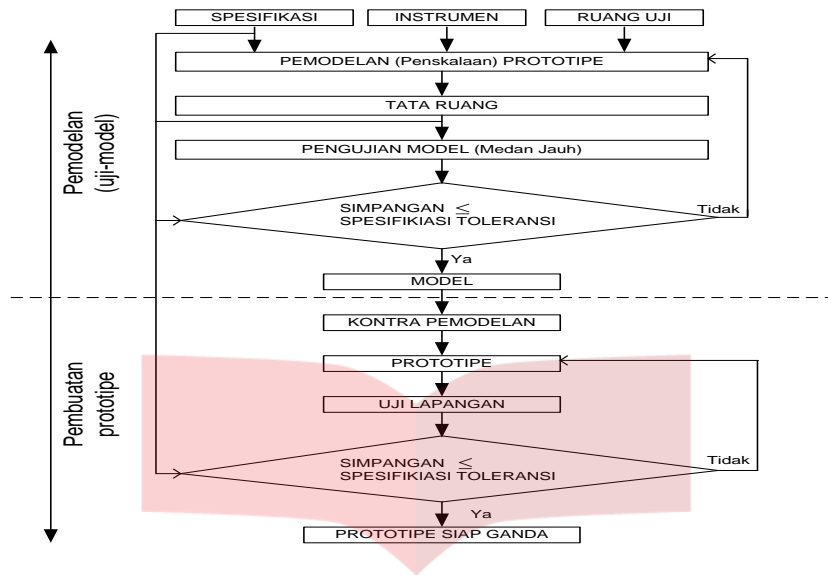 SPESIFIKASI
INSTRUMEN
RUANG UJI
PEMODELAN (Penskalaan) PROTOTIPE
TATA RUANG
PENGUJIAN MODEL (Medan Jauh)
Pemodelan
(uji-model)
SIMPANGAN ≤
SPESIFIKIASI TOLERANSI
Tidak
Ya
MODEL
KONTRA PEMODELAN
PROTOTIPE
UJI LAPANGAN
Pembuatan
prototipe
SIMPANGAN ≤
SPESIFIKIASI TOLERANSI
Tidak
Ya
PROTOTIPE SIAP GANDA